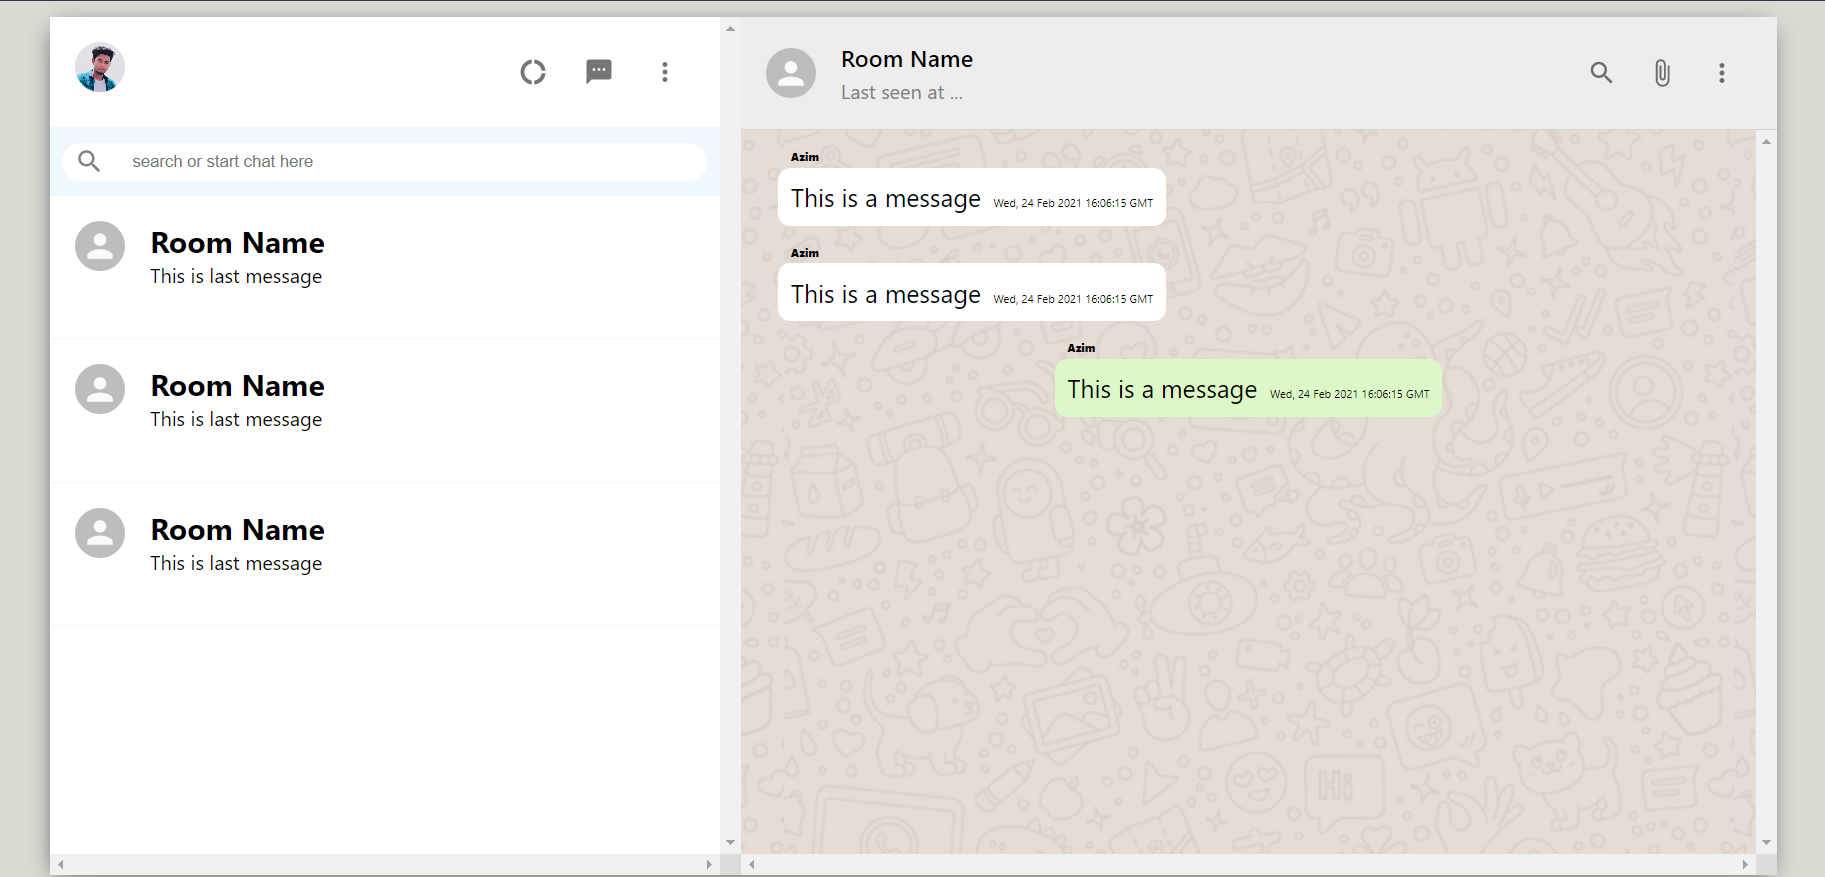 search or start chat here
Room Name
This is last message
Room Name
This is last message
Room Name
This is last message
Room Name
Last seen at ...
Azim
This is a message Wed, 24 Feb 2021 16:06:15 GMT
Azim
This is a message Wed, 24 Feb 2021 16:06:15 GMT
Azim
This is a message Wed, 24 Feb 2021 16:06:15 GMT
Hi